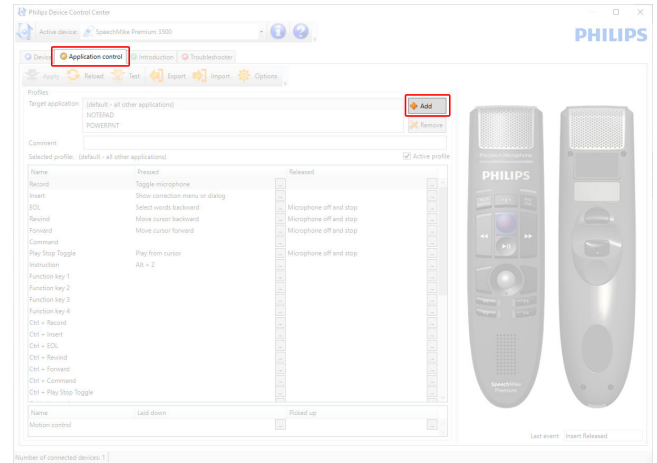 Philips Device Control Center
Active device: SpeechMike Premium 3500
PHILIPS
Device Application control Introduction Troubleshooter
Apply Reload Test Export Import Options
Profiles
Target application (default - all other applications) Add
NOTEPAD
POWERPNT Remove
Comment
Selected profile: (default - all other applications) Active profile
Name Pressed Released
Record Toggle microphone
Insert Show correction menu or dialog
EOL Select words backward Microphone off and stop
Rewind Move cursor backward Microphone off and stop
Forward Move cursor forward Microphone off and stop
Command
Play Stop Toggle Play from cursor Microphone off and stop
Instruction Alt + Z
Function key 1
Function key 2
Function key 3
Function key 4
Ctrl + Record
Ctrl + Insert
Ctrl + EOL
Ctrl + Rewind
Ctrl + Forward
Ctrl + Command
Ctrl + Play Stop Toggle
Name Laid down Picked up
Motion control
PHILIPS
SpeechMike
Premium
Last event: Insert Released
Number of connected devices: 1